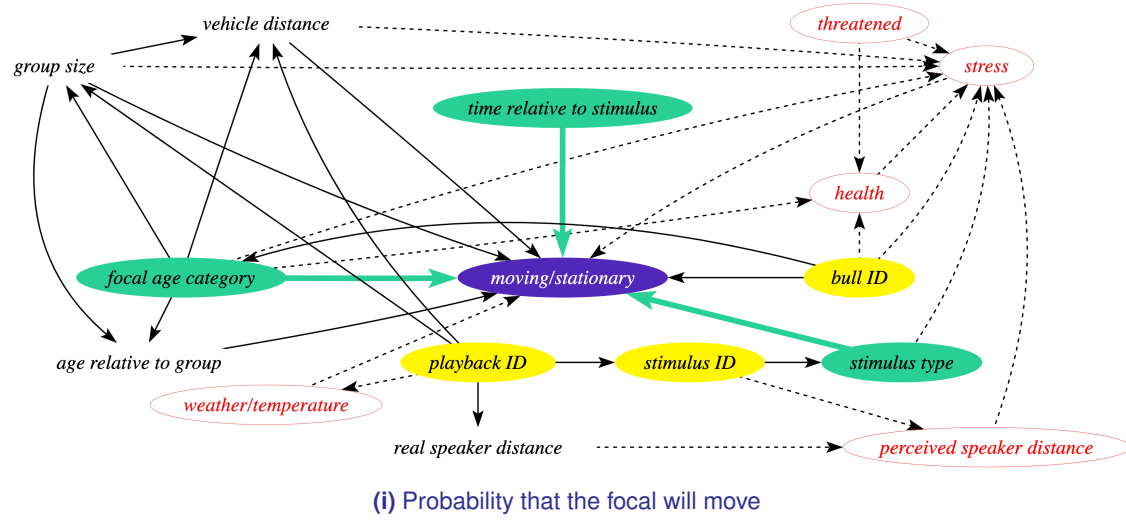 vehicle distance
threatened
group size
stress
time relative to stimulus
health
focal age category
moving/stationary
bull ID
age relative to group
playback ID
stimulus ID
stimulus type
weather/temperature
real speaker distance
perceived speaker distance
(i) Probability that the focal will move